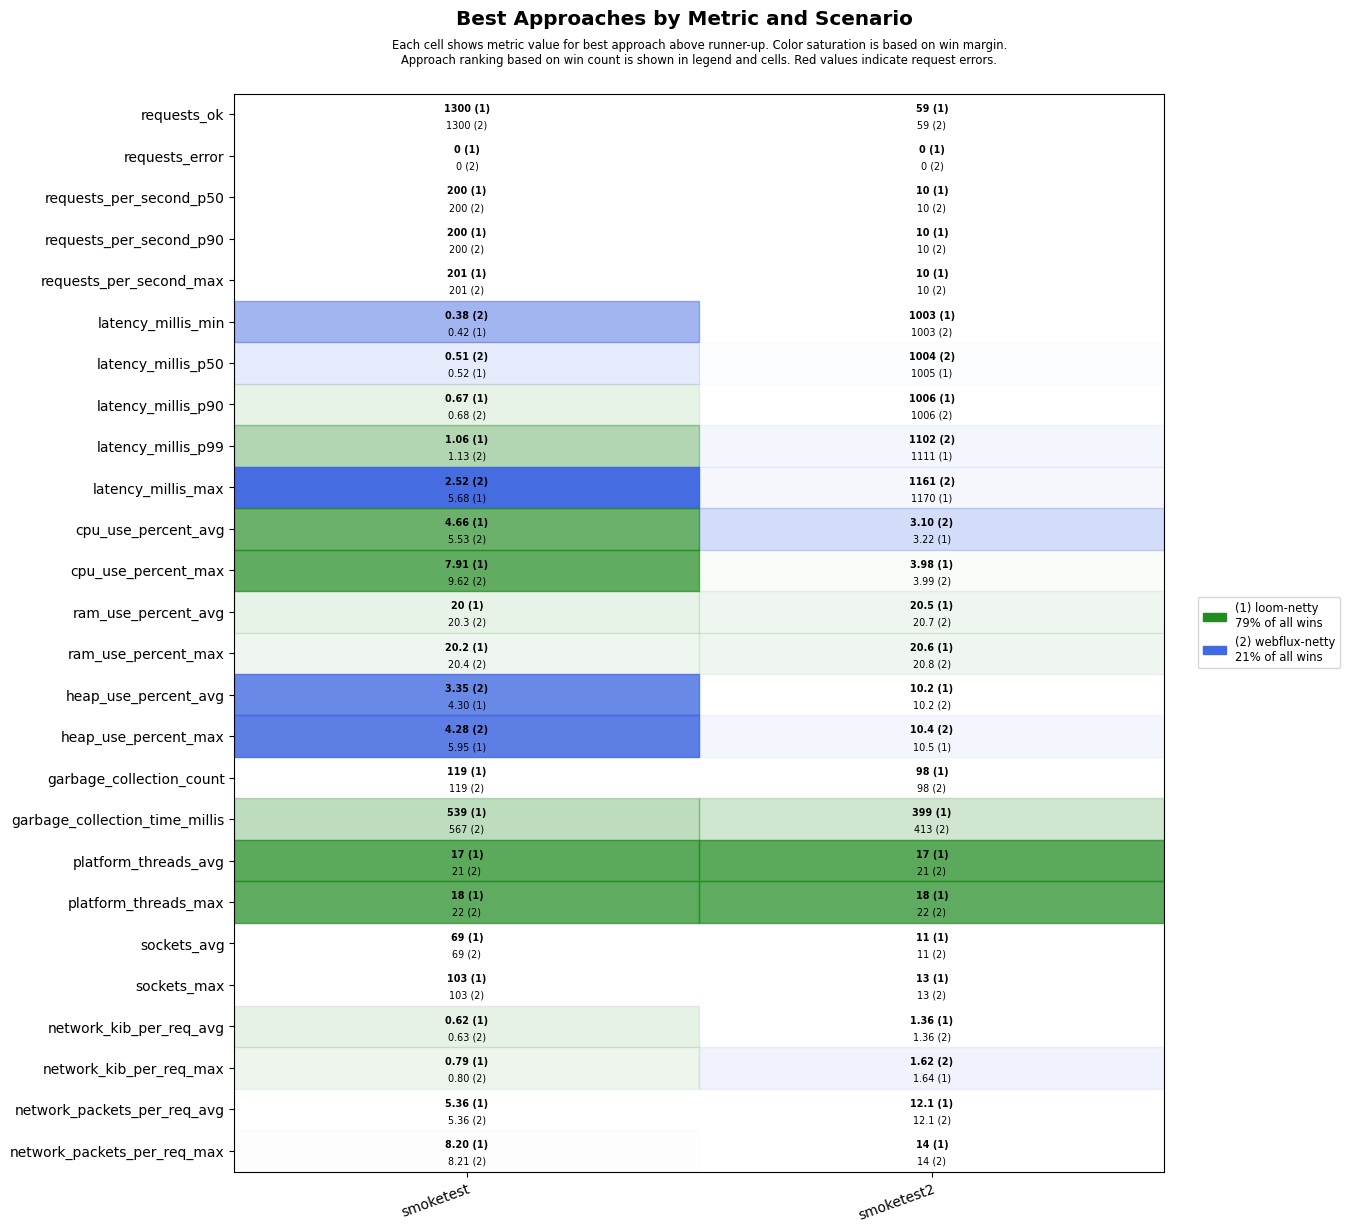 Best Approaches by Metric and Scenario
Each cell shows metric value for best approach above runner-up. Color saturation is based on win margin.
Approach ranking based on win count is shown in legend and cells. Red values indicate request errors.
requests_ok
1300 (1)
1300 (2)
59 (1)
59 (2)
requests_error
0 (1)
0 (2)
0 (1)
0 (2)
requests_per_second_p50
200 (1)
200 (2)
10 (1)
10 (2)
requests_per_second_p90
200 (1)
200 (2)
10 (1)
10 (2)
requests_per_second_max
201 (1)
201 (2)
10 (1)
10 (2)
latency_millis_min
0.38 (2)
0.42 (1)
1003 (1)
1003 (2)
latency_millis_p50
0.51 (2)
0.52 (1)
1004 (2)
1005 (1)
latency_millis_p90
0.67 (1)
0.68 (2)
1006 (1)
1006 (2)
latency_millis_p99
1.06 (1)
1.13 (2)
1102 (2)
1111 (1)
latency_millis_max
2.52 (2)
5.68 (1)
1161 (2)
1170 (1)
cpu_use_percent_avg
4.66 (1)
5.53 (2)
3.10 (2)
3.22 (1)
cpu_use_percent_max
7.91 (1)
9.62 (2)
3.98 (1)
3.99 (2)
ram_use_percent_avg
20 (1)
20.3 (2)
20.5 (1)
20.7 (2)
ram_use_percent_max
20.2 (1)
20.4 (2)
20.6 (1)
20.8 (2)
heap_use_percent_avg
3.35 (2)
4.30 (1)
10.2 (1)
10.2 (2)
heap_use_percent_max
4.28 (2)
5.95 (1)
10.4 (2)
10.5 (1)
garbage_collection_count
119 (1)
119 (2)
98 (1)
98 (2)
garbage_collection_time_millis
539 (1)
567 (2)
399 (1)
413 (2)
platform_threads_avg
17 (1)
21 (2)
17 (1)
21 (2)
platform_threads_max
18 (1)
22 (2)
18 (1)
22 (2)
sockets_avg
69 (1)
69 (2)
11 (1)
11 (2)
sockets_max
103 (1)
103 (2)
13 (1)
13 (2)
network_kib_per_req_avg
0.62 (1)
0.63 (2)
1.36 (1)
1.36 (2)
network_kib_per_req_max
0.79 (1)
0.80 (2)
1.62 (2)
1.64 (1)
network_packets_per_req_avg
5.36 (1)
5.36 (2)
12.1 (1)
12.1 (2)
network_packets_per_req_max
8.20 (1)
8.21 (2)
14 (1)
14 (2)
smoketest
smoketest2
(1) loom-netty
79% of all wins
(2) webflux-netty
21% of all wins